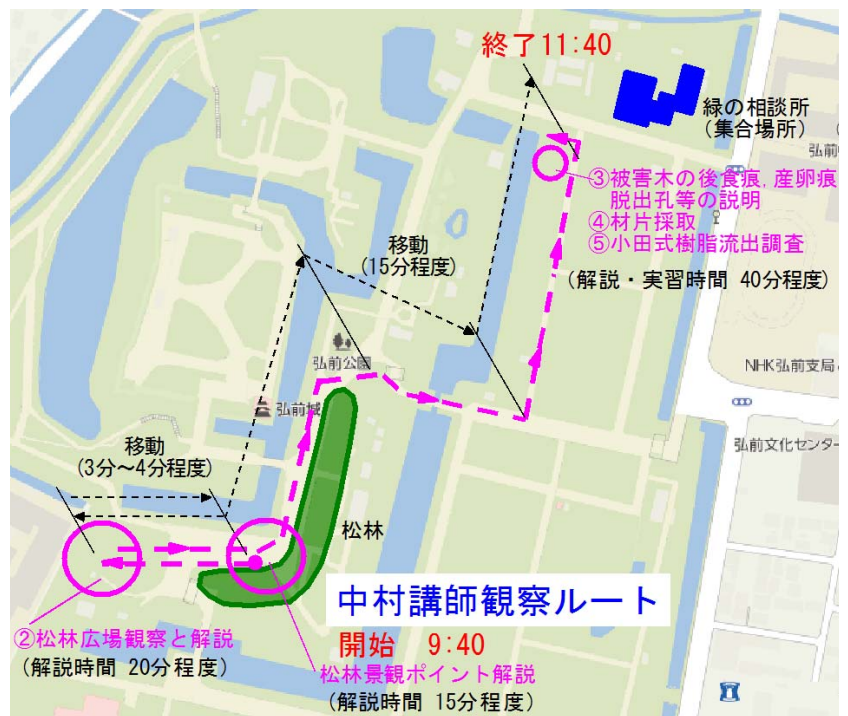 終了11:40
緑の相談所
(集合場所)
弘前
③被害木の後食痕,産卵痕
脱出孔等の説明
④材片採取
⑤小田式樹脂流出調査
(解説・実習時間 40分程度)
移動
(15分程度)
弘前公園
NHK弘前支局
弘前城
弘前文化センター
移動
(3分～4分程度)
松林
中村講師観察ルート
②松林広場観察と解説
(解説時間 20分程度)
開始 9:40
松林景観ポイント解説
(解説時間 15分程度)